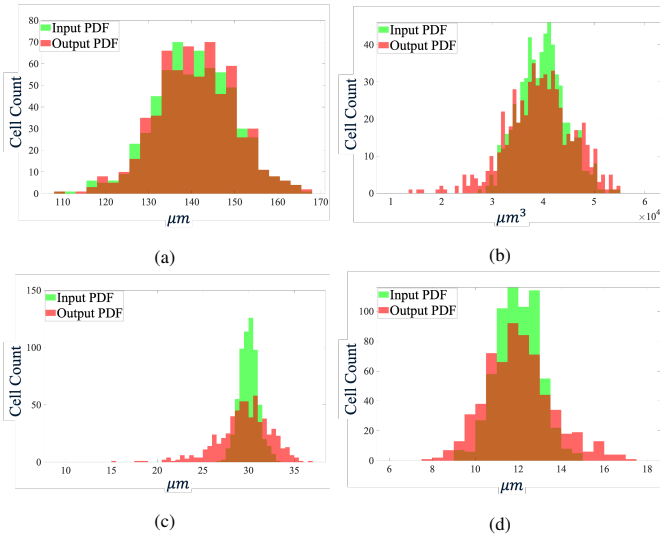 80
70
60
50
40
30
20
10
0
Input PDF
Output PDF
Cell Count
110
120
130
140
150
160
170
μm
(a)
40
30
20
10
0
Input PDF
Output PDF
Cell Count
1
2
3
4
5
6
×10⁴
μm³
(b)
150
100
50
0
Input PDF
Output PDF
Cell Count
10
15
20
25
30
35
μm
(c)
100
80
60
40
20
0
Input PDF
Output PDF
Cell Count
6
8
10
12
14
16
18
μm
(d)